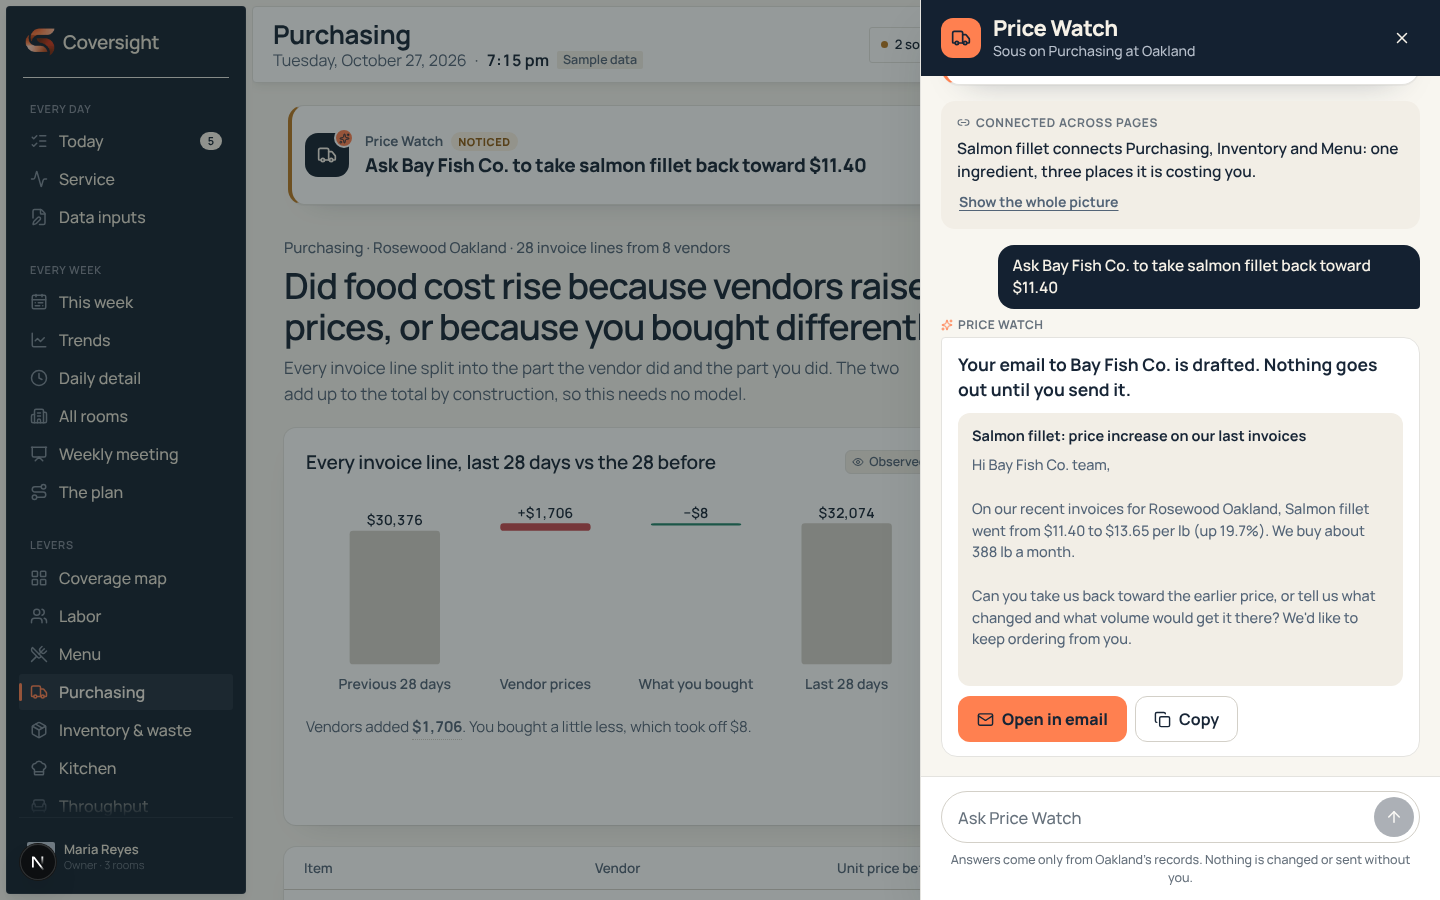 Coversight
EVERY DAY
Today
5
Service
Data inputs
EVERY WEEK
This week
Trends
Daily detail
All rooms
Weekly meeting
The plan
LEVERS
Coverage map
Labor
Menu
Purchasing
Inventory & waste
Kitchen
Throughput
N
Maria Reyes
Owner · 3 rooms
Purchasing
Tuesday, October 27, 2026 · 7:15 pm Sample data
2 so
Price Watch NOTICED
Ask Bay Fish Co. to take salmon fillet back toward $11.40
Purchasing · Rosewood Oakland · 28 invoice lines from 8 vendors
Did food cost rise because vendors raise
prices, or because you bought different
Every invoice line split into the part the vendor did and the part you did. The two
add up to the total by construction, so this needs no model.
Every invoice line, last 28 days vs the 28 before
Observe
$30,376
+$1,706
−$8
$32,074
Previous 28 days
Vendor prices
What you bought
Last 28 days
Vendors added $1,706. You bought a little less, which took off $8.
Item
Vendor
Unit price be
Price Watch
Sous on Purchasing at Oakland
CONNECTED ACROSS PAGES
Salmon fillet connects Purchasing, Inventory and Menu: one
ingredient, three places it is costing you.
Show the whole picture
Ask Bay Fish Co. to take salmon fillet back toward
$11.40
PRICE WATCH
Your email to Bay Fish Co. is drafted. Nothing goes
out until you send it.
Salmon fillet: price increase on our last invoices
Hi Bay Fish Co. team,
On our recent invoices for Rosewood Oakland, Salmon fillet
went from $11.40 to $13.65 per lb (up 19.7%). We buy about
388 lb a month.
Can you take us back toward the earlier price, or tell us what
changed and what volume would get it there? We'd like to
keep ordering from you.
Open in email
Copy
Ask Price Watch
Answers come only from Oakland's records. Nothing is changed or sent without
you.